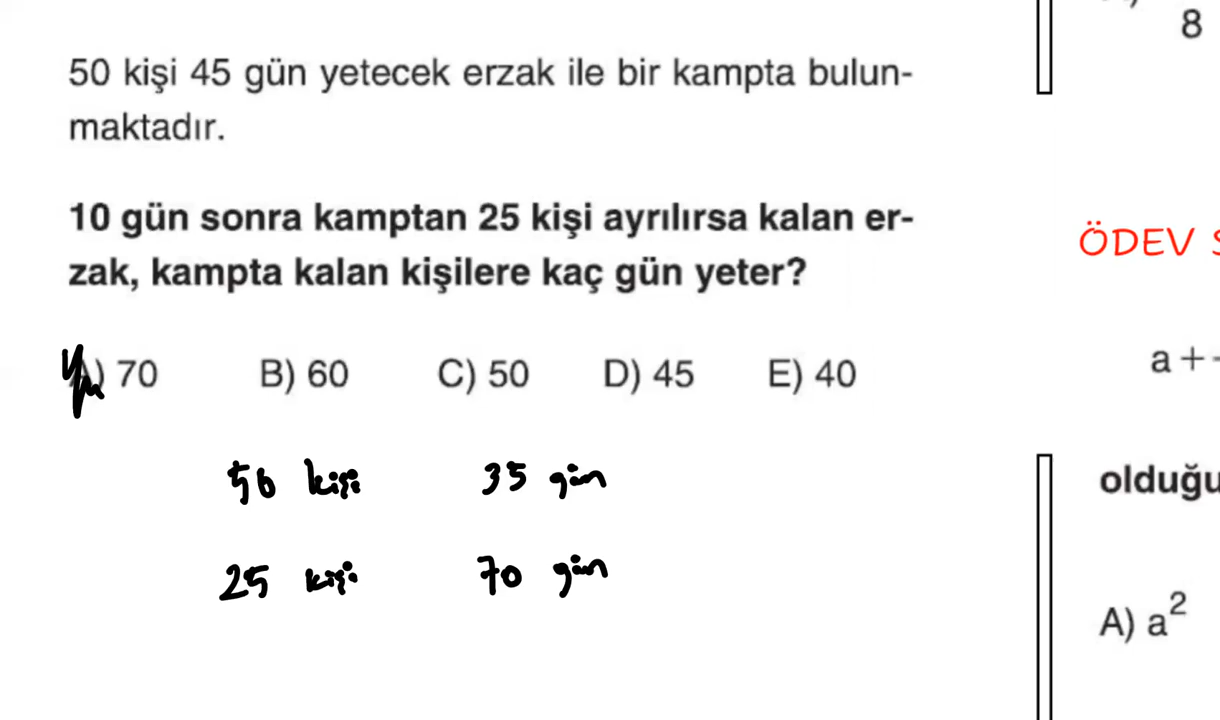 50 kişi 45 gün yetecek erzak ile bir kampta bulun-
maktadır.
10 gün sonra kamptan 25 kişi ayrılırsa kalan er-
zak, kampta kalan kişilere kaç gün yeter?
A) 70 B) 60 C) 50 D) 45 E) 40
50 kişi 35 gün
25 kişi 70 gün
8
ÖDEV
a +
olduğu
A) a²